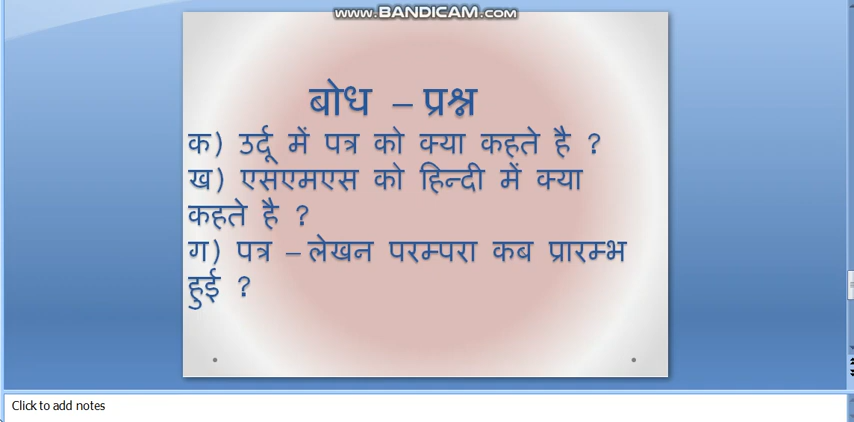 www.BANDICAM.com
बोध – प्रश्न
क) उर्दू में पत्र को क्या कहते है ?
ख) एसएमएस को हिन्दी में क्या
कहते है ?
ग) पत्र – लेखन परम्परा कब प्रारम्भ
हुई ?
Click to add notes